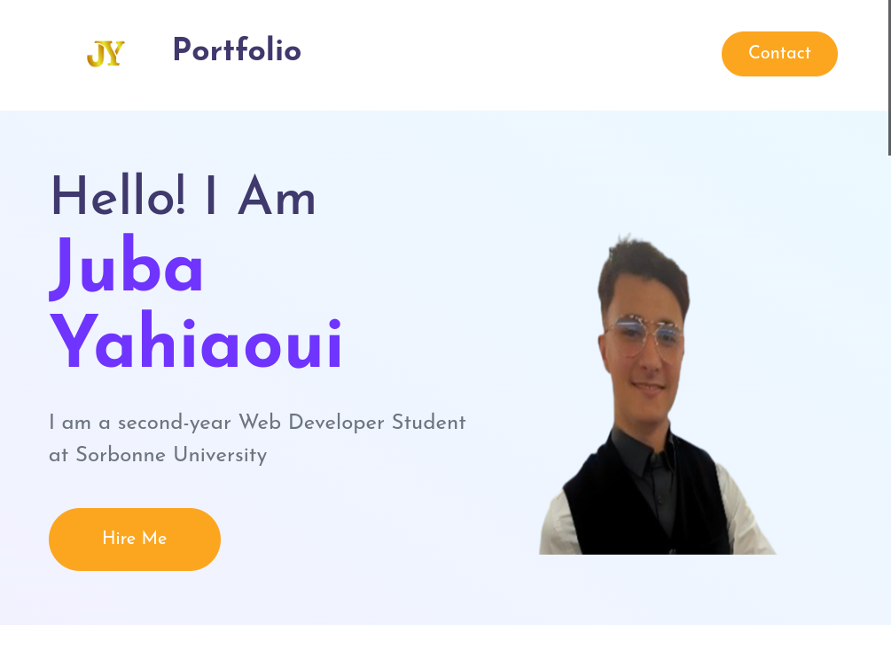 JY
Portfolio
Contact
Hello! I Am
Juba
Yahiaoui
I am a second-year Web Developer Student
at Sorbonne University
Hire Me